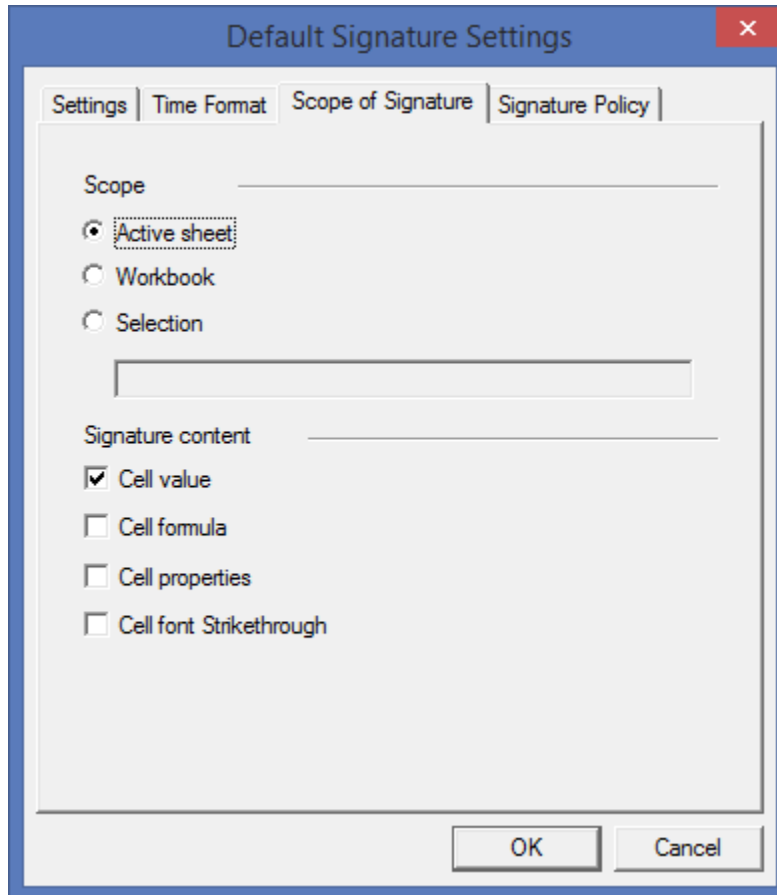 Default Signature Settings
Settings Time Format Scope of Signature Signature Policy
Scope
Active sheet
Workbook
Selection
Signature content
Cell value
Cell formula
Cell properties
Cell font Strikethrough
OK Cancel